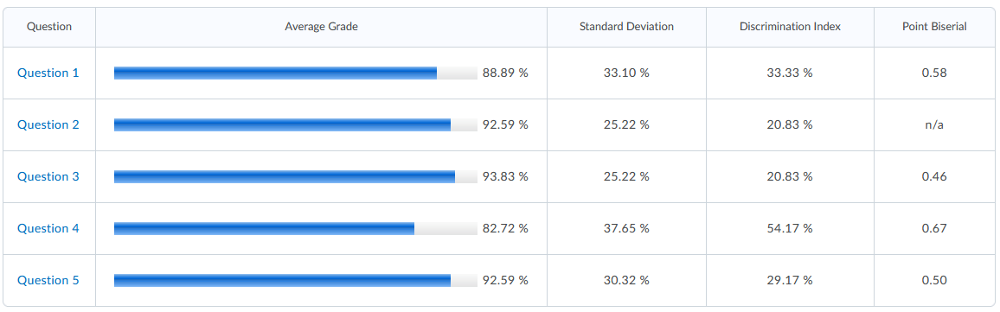 Question Average Grade Standard Deviation Discrimination Index Point Biserial
Question 1 88.89 % 33.10 % 33.33 % 0.58
Question 2 92.59 % 25.22 % 20.83 % n/a
Question 3 93.83 % 25.22 % 20.83 % 0.46
Question 4 82.72 % 37.65 % 54.17 % 0.67
Question 5 92.59 % 30.32 % 29.17 % 0.50